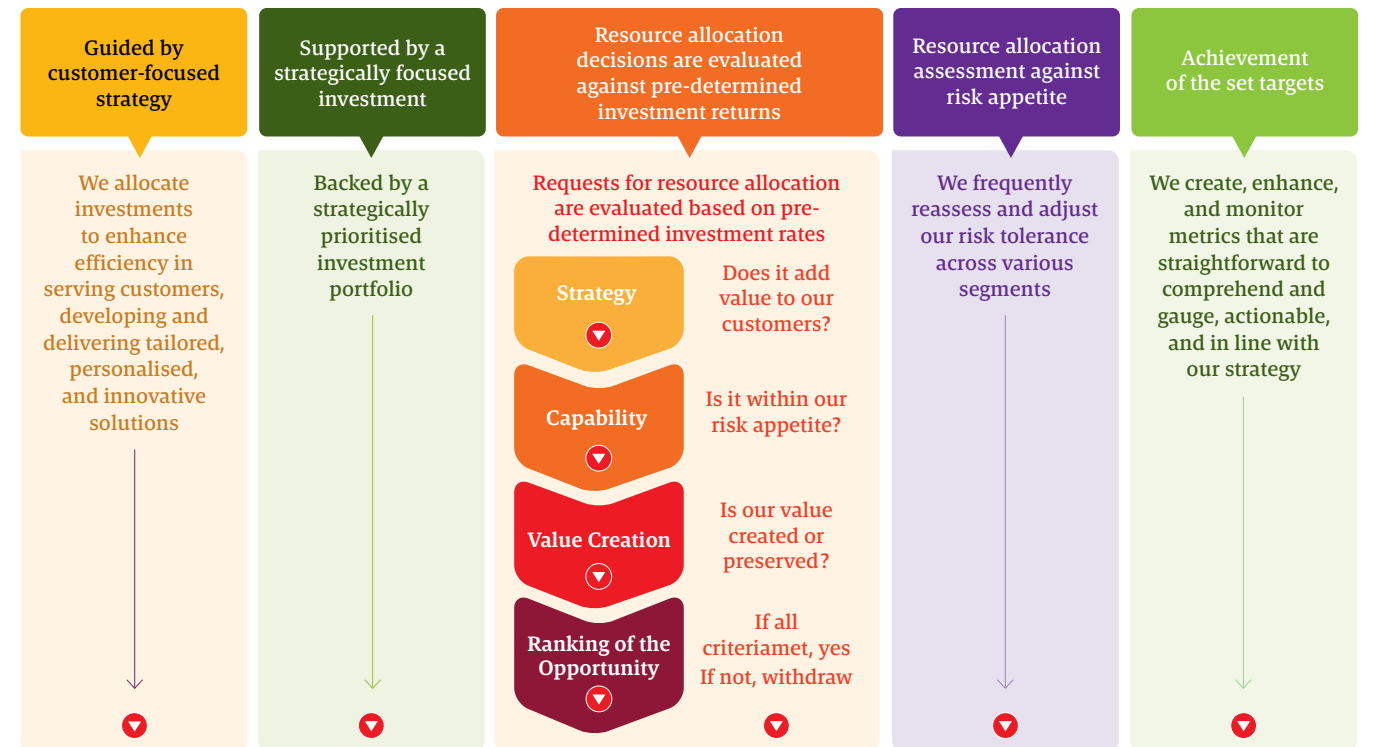 Guided by
customer-focused
strategy
We allocate
investments
to enhance
efficiency in
serving customers,
developing and
delivering tailored,
personalised,
and innovative
solutions
Supported by a
strategically focused
investment
Backed by a
strategically
prioritised
investment
portfolio
Resource allocation
decisions are evaluated
against pre-determined
investment returns
Requests for resource allocation
are evaluated based on pre-
determined investment rates
Strategy
Does it add
value to our
customers?
Capability
Is it within our
risk appetite?
Value Creation
Is our value
created or
preserved?
Ranking of the
Opportunity
If all
criteriamet, yes
If not, withdraw
Resource allocation
assessment against
risk appetite
We frequently
reassess and adjust
our risk tolerance
across various
segments
Achievement
of the set targets
We create, enhance,
and monitor
metrics that are
straightforward to
comprehend and
gauge, actionable,
and in line with
our strategy